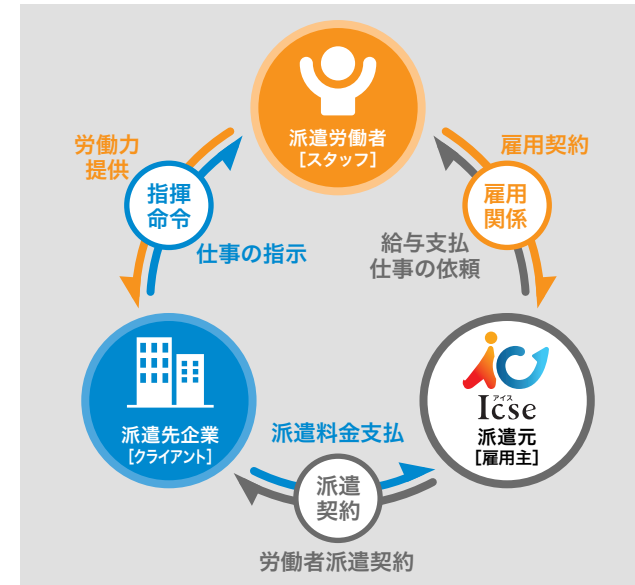 派遣労働者
[スタッフ]
労働力
提供
雇用契約
指揮
命令
雇用
関係
仕事の指示
給与支払
仕事の依頼
アイス
Icse
派遣先企業
[クライアント]
派遣元
[雇用主]
派遣料金支払
派遣
契約
労働者派遣契約